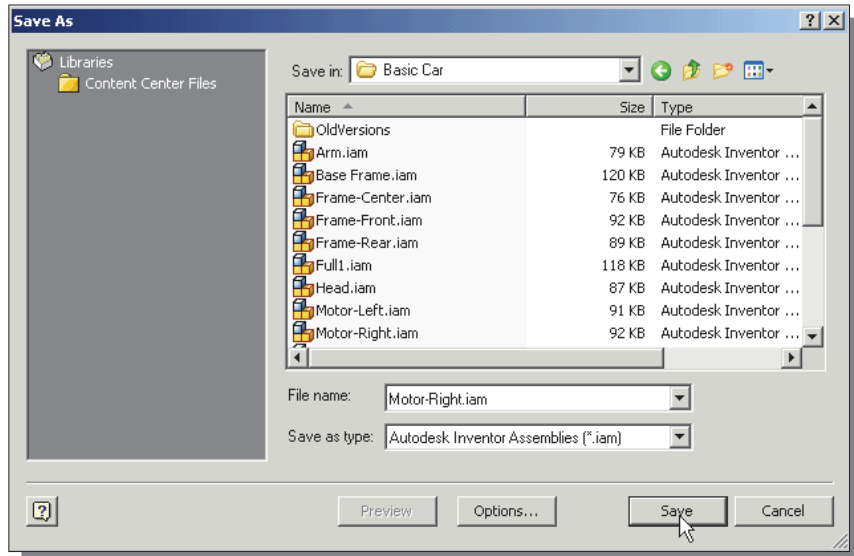 Save As
Libraries
Content Center Files
Save in: Basic Car
Name Size Type
OldVersions File Folder
Arm.iam 79 KB Autodesk Inventor ...
Base Frame.iam 120 KB Autodesk Inventor ...
Frame-Center.iam 76 KB Autodesk Inventor ...
Frame-Front.iam 92 KB Autodesk Inventor ...
Frame-Rear.iam 89 KB Autodesk Inventor ...
Full1.iam 118 KB Autodesk Inventor ...
Head.iam 87 KB Autodesk Inventor ...
Motor-Left.iam 91 KB Autodesk Inventor ...
Motor-Right.iam 92 KB Autodesk Inventor ...
File name: Motor-Right.iam
Save as type: Autodesk Inventor Assemblies (*.iam)
Preview Options... Save Cancel